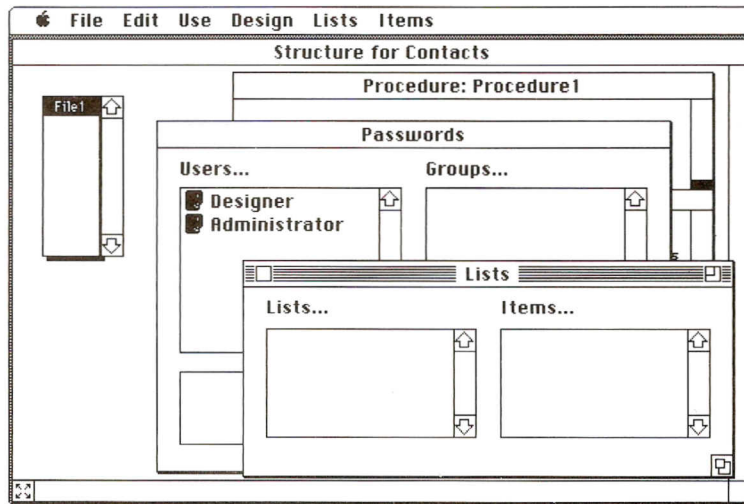 File Edit Use Design Lists Items
Structure for Contacts
File1
Procedure: Procedure1
Passwords
Users... Groups...
Designer
Administrator
s
Lists
Lists... Items...